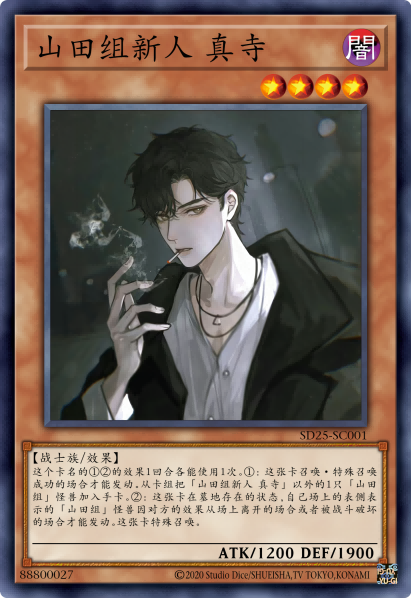 山田组新人 真寺
闇
SD25-SC001
【战士族/效果】
这个卡名的①②的效果1回合各能使用1次。①:这张卡召唤·特殊召唤
成功的场合才能发动。从卡组把「山田组新人 真寺」以外的1只「山田
组」怪兽加入手卡。②:这张卡在墓地存在的状态,自己场上的表侧表
示的「山田组」怪兽因对方的效果从场上离开的场合或者被战斗破坏
的场合才能发动。这张卡特殊召唤。
ATK/1200 DEF/1900
88800027
©2020 Studio Dice/SHUEISHA,TV TOKYO,KONAMI